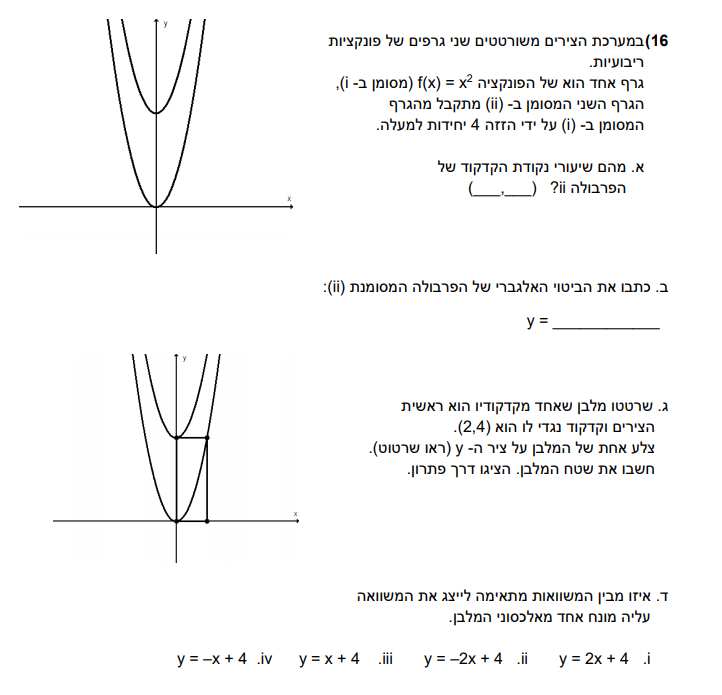 16) במערכת הצירים משורטטים שני גרפים של פונקציות
ריבועיות.
גרף אחד הוא של הפונקציה f(x) = x² (מסומן ב- i),
הגרף השני המסומן ב- (ii) מתקבל מהגרף
המסומן ב- (i) על ידי הזזה 4 יחידות למעלה.
א. מהם שיעורי נקודת הקדקוד של
הפרבולה ii? (___,___)
y
x
ב. כתבו את הביטוי האלגברי של הפרבולה המסומנת (ii):
y = ____________
ג. שרטטו מלבן שאחד מקדקודיו הוא ראשית
הצירים וקדקוד נגדי לו הוא (2,4).
צלע אחת של המלבן על ציר ה- y (ראו שרטוט).
חשבו את שטח המלבן. הציגו דרך פתרון.
y
x
ד. איזו מבין המשוואות מתאימה לייצג את המשוואה
עליה מונח אחד מאלכסוני המלבן.
i. y = 2x + 4 ii. y = –2x + 4 iii. y = x + 4 iv. y = –x + 4